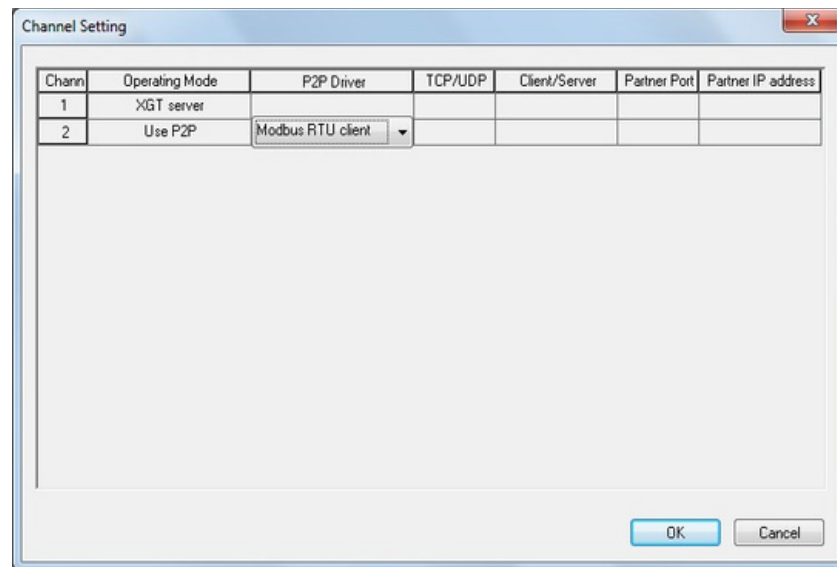 Channel Setting
Chann Operating Mode P2P Driver TCP/UDP Client/Server Partner Port Partner IP address
1 XGT server
2 Use P2P Modbus RTU client
OK Cancel